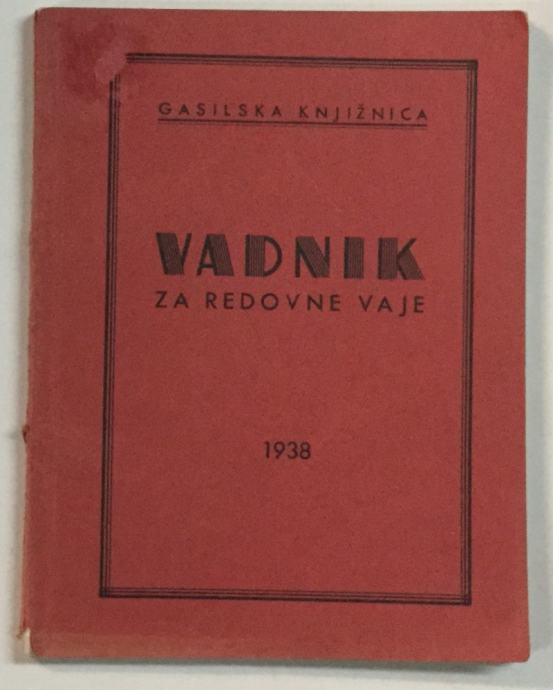 GASILSKA KNJIŽNICA
VADNIK
ZA REDOVNE VAJE
1938